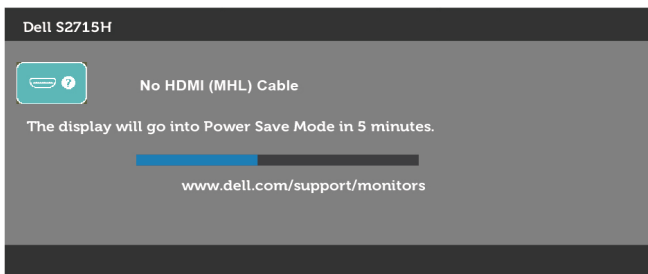 Dell S2715H
?
No HDMI (MHL) Cable
The display will go into Power Save Mode in 5 minutes.
www.dell.com/support/monitors